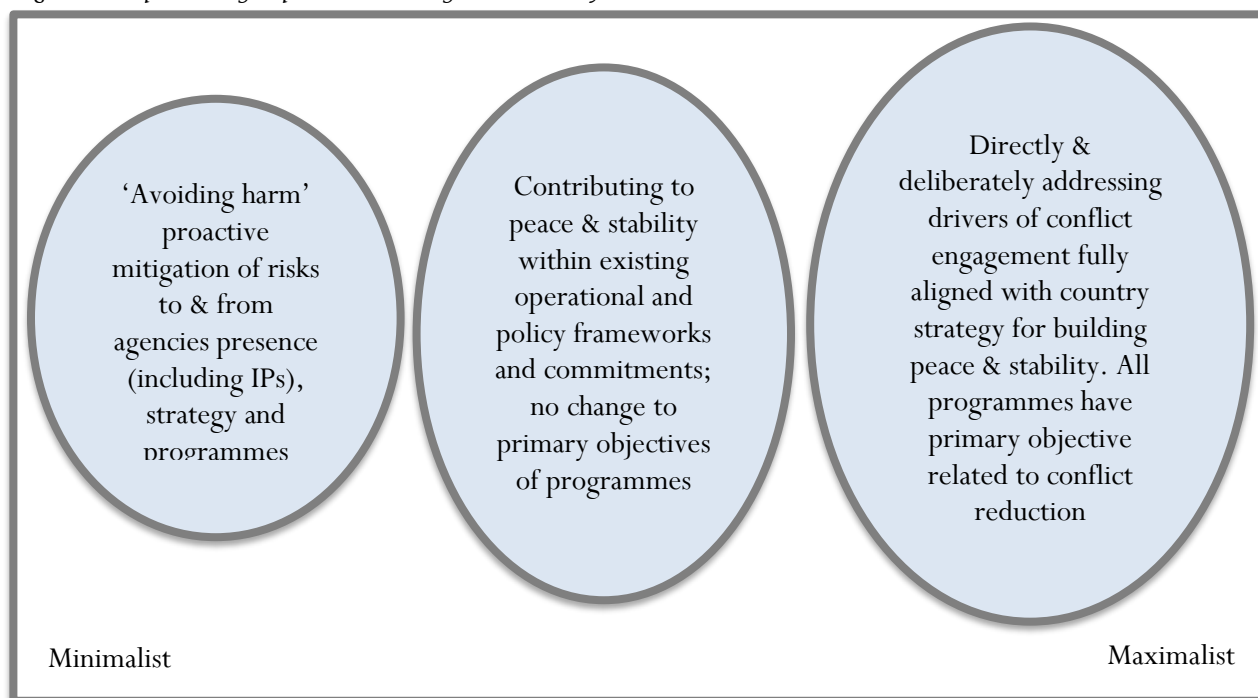 ‘Avoiding harm’
proactive
mitigation of risks
to & from
agencies presence
(including IPs),
strategy and
programmes
Contributing to
peace & stability
within existing
operational and
policy frameworks
and commitments;
no change to
primary objectives
of programmes
Directly &
deliberately addressing
drivers of conflict
engagement fully
aligned with country
strategy for building
peace & stability. All
programmes have
primary objective
related to conflict
reduction
Minimalist
Maximalist